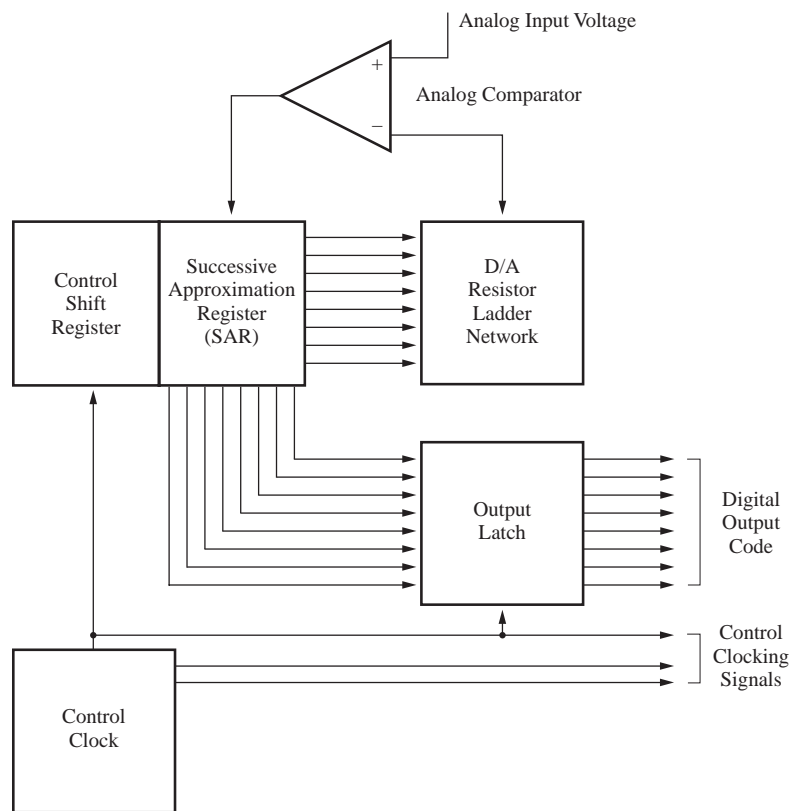 Analog Input Voltage
+
Analog Comparator
−
Control
Shift
Register
Successive
Approximation
Register
(SAR)
D/A
Resistor
Ladder
Network
Output
Latch
Digital
Output
Code
Control
Clocking
Signals
Control
Clock